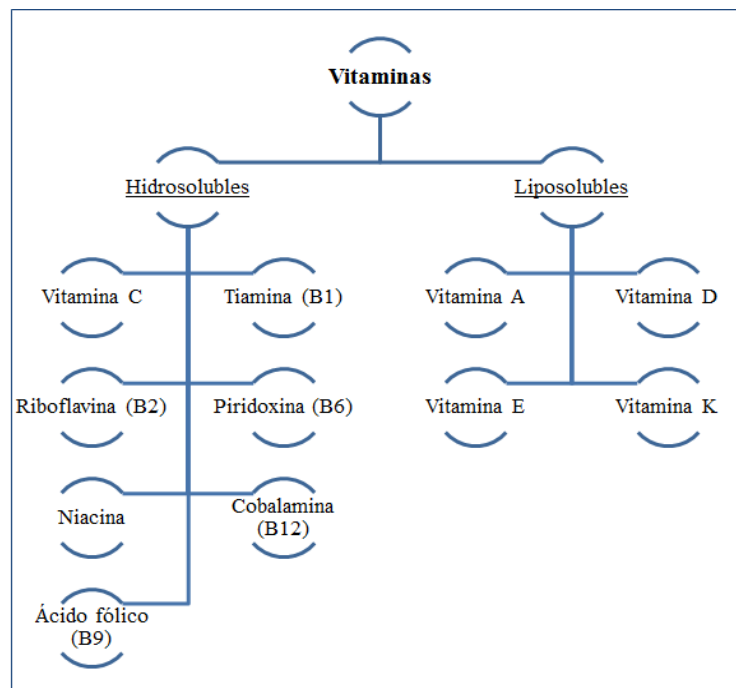 Vitaminas
Hidrosolubles
Liposolubles
Vitamina C
Tiamina (B1)
Vitamina A
Vitamina D
Riboflavina (B2)
Piridoxina (B6)
Vitamina E
Vitamina K
Niacina
Cobalamina
(B12)
Ácido fólico
(B9)